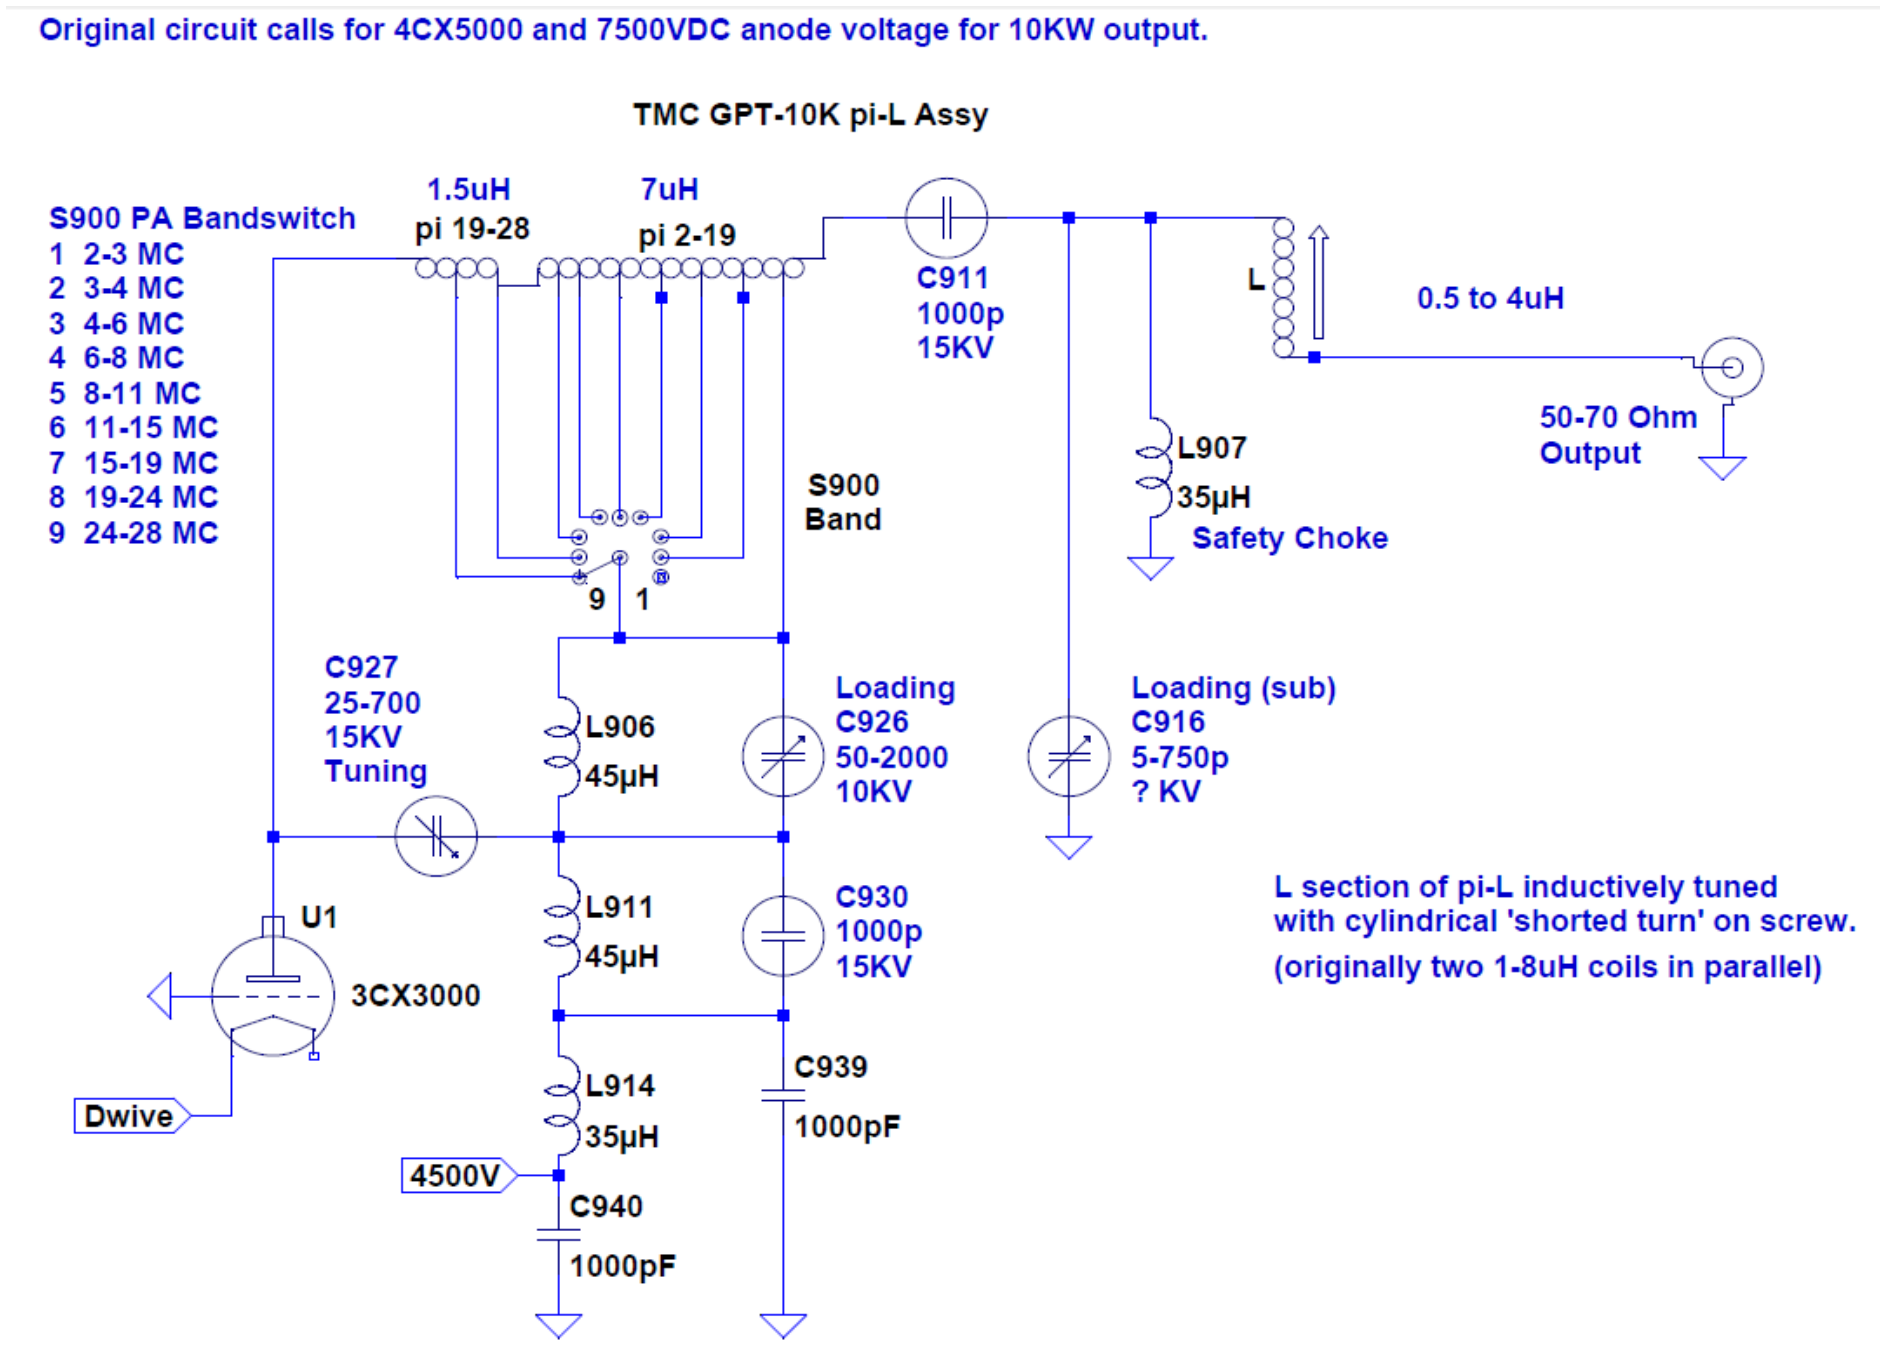 Original circuit calls for 4CX5000 and 7500VDC anode voltage for 10KW output.
TMC GPT-10K pi-L Assy
S900 PA Bandswitch
1 2-3 MC
2 3-4 MC
3 4-6 MC
4 6-8 MC
5 8-11 MC
6 11-15 MC
7 15-19 MC
8 19-24 MC
9 24-28 MC
1.5uH
pi 19-28
7uH
pi 2-19
C911
1000p
15KV
L
0.5 to 4uH
50-70 Ohm
Output
L907
35µH
Safety Choke
S900
Band
9 1
C927
25-700
15KV
Tuning
L906
45µH
Loading
C926
50-2000
10KV
Loading (sub)
C916
5-750p
? KV
U1
3CX3000
Dwive
L911
45µH
C930
1000p
15KV
L section of pi-L inductively tuned
with cylindrical 'shorted turn' on screw.
(originally two 1-8uH coils in parallel)
L914
35µH
C939
1000pF
4500V
C940
1000pF